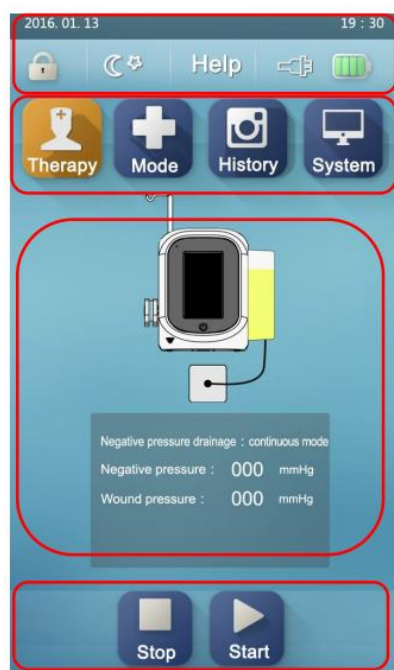 2016. 01. 13 19 : 30
Help
Therapy Mode History System
Negative pressure drainage : continuous mode
Negative pressure : 000 mmHg
Wound pressure : 000 mmHg
Stop Start